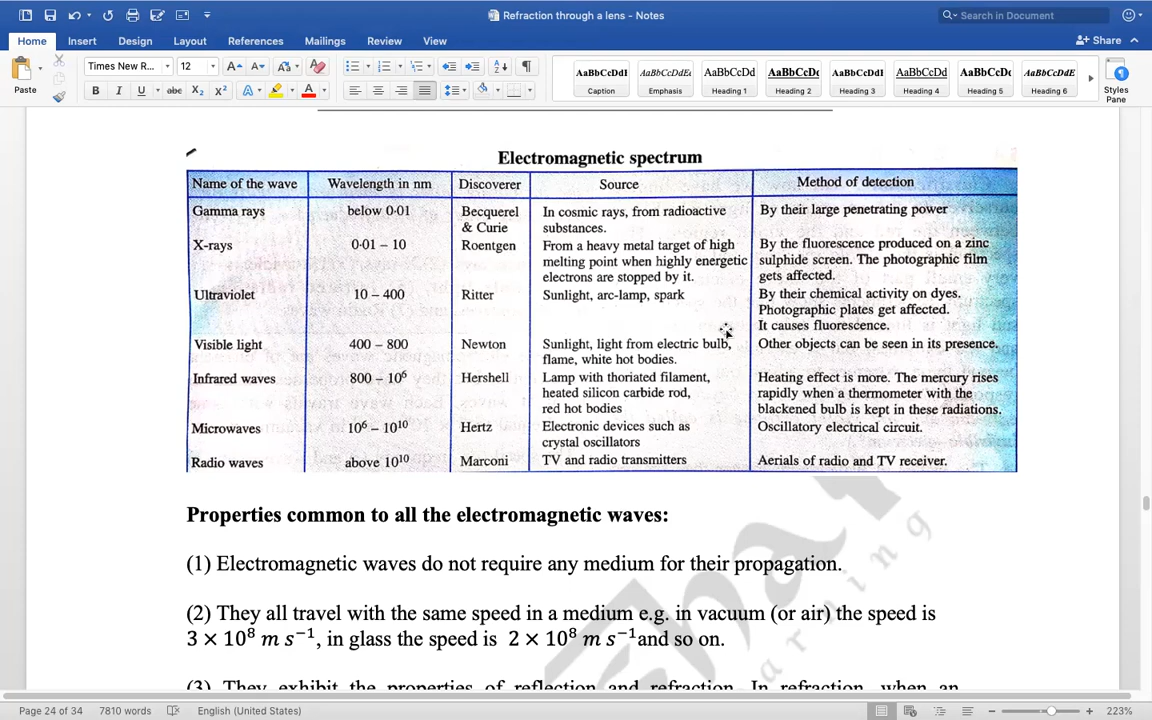 Refraction through a lens - Notes
Search in Document
Home Insert Design Layout References Mailings Review View
Share
Paste
Times New R... 12
AaBbCcDdI AaBbCcDdEe AaBbCcDd AaBbCcDc AaBbCcDdI AaBbCcDdI AaBbCcDd AaBbCcDdE
Caption Emphasis Heading 1 Heading 2 Heading 3 Heading 4 Heading 5 Heading 6
Styles
Pane
Electromagnetic spectrum
Name of the wave Wavelength in nm Discoverer Source Method of detection
Gamma rays below 0·01 Becquerel In cosmic rays, from radioactive By their large penetrating power
& Curie substances.
X-rays 0·01 – 10 Roentgen From a heavy metal target of high By the fluorescence produced on a zinc
melting point when highly energetic sulphide screen. The photographic film
electrons are stopped by it. gets affected.
Ultraviolet 10 – 400 Ritter Sunlight, arc-lamp, spark By their chemical activity on dyes.
Photographic plates get affected.
It causes fluorescence.
Visible light 400 – 800 Newton Sunlight, light from electric bulb, Other objects can be seen in its presence.
flame, white hot bodies.
Infrared waves 800 – 10⁶ Hershell Lamp with thoriated filament, Heating effect is more. The mercury rises
heated silicon carbide rod, rapidly when a thermometer with the
red hot bodies blackened bulb is kept in these radiations.
Microwaves 10⁶ – 10¹⁰ Hertz Electronic devices such as Oscillatory electrical circuit.
crystal oscillators
Radio waves above 10¹⁰ Marconi TV and radio transmitters Aerials of radio and TV receiver.
Properties common to all the electromagnetic waves:
(1) Electromagnetic waves do not require any medium for their propagation.
(2) They all travel with the same speed in a medium e.g. in vacuum (or air) the speed is
3 × 10⁸ m s⁻¹, in glass the speed is 2 × 10⁸ m s⁻¹and so on.
(3) They exhibit the properties of reflection and refraction. In refraction, when an
Page 24 of 34 7810 words English (United States) 223%